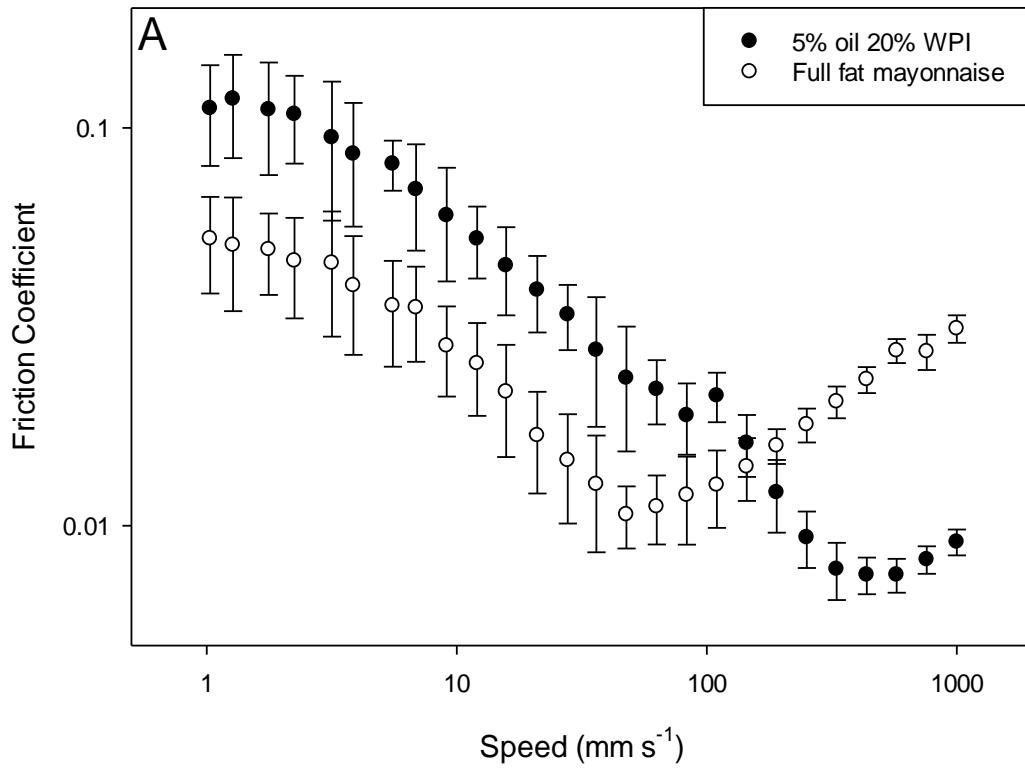 A
5% oil 20% WPI
Full fat mayonnaise
0.1
0.01
Friction Coefficient
1 10 100 1000
Speed (mm s⁻¹)